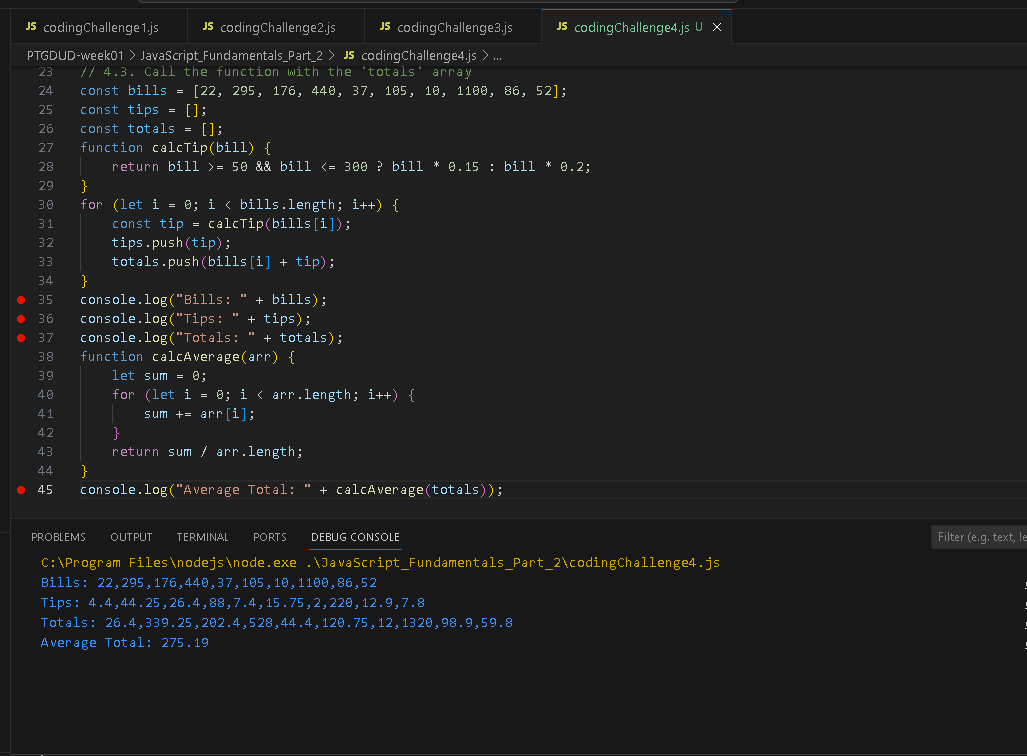 JS codingChallenge1.js JS codingChallenge2.js JS codingChallenge3.js JS codingChallenge4.js U ×
PTGDUD-week01 > JavaScript_Fundamentals_Part_2 > JS codingChallenge4.js > ...
23 // 4.3. Call the function with the 'totals' array
24 const bills = [22, 295, 176, 440, 37, 105, 10, 1100, 86, 52];
25 const tips = [];
26 const totals = [];
27 function calcTip(bill) {
28     return bill >= 50 && bill <= 300 ? bill * 0.15 : bill * 0.2;
29 }
30 for (let i = 0; i < bills.length; i++) {
31     const tip = calcTip(bills[i]);
32     tips.push(tip);
33     totals.push(bills[i] + tip);
34 }
35 console.log("Bills: " + bills);
36 console.log("Tips: " + tips);
37 console.log("Totals: " + totals);
38 function calcAverage(arr) {
39     let sum = 0;
40     for (let i = 0; i < arr.length; i++) {
41         sum += arr[i];
42     }
43     return sum / arr.length;
44 }
45 console.log("Average Total: " + calcAverage(totals));
PROBLEMS OUTPUT TERMINAL PORTS DEBUG CONSOLE Filter (e.g. text, !e
C:\Program Files\nodejs\node.exe .\JavaScript_Fundamentals_Part_2\codingChallenge4.js
Bills: 22,295,176,440,37,105,10,1100,86,52
Tips: 4.4,44.25,26.4,88,7.4,15.75,2,220,12.9,7.8
Totals: 26.4,339.25,202.4,528,44.4,120.75,12,1320,98.9,59.8
Average Total: 275.19